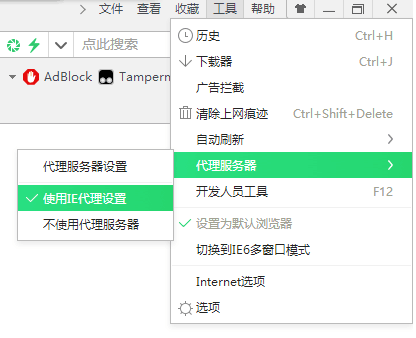 文件 查看 收藏 工具 帮助
点此搜索
AdBlock Tamperm
历史 Ctrl+H
下载器 Ctrl+J
广告拦截
清除上网痕迹 Ctrl+Shift+Delete
自动刷新
代理服务器
开发人员工具 F12
设置为默认浏览器
切换到IE6多窗口模式
Internet选项
选项
代理服务器设置
使用IE代理设置
不使用代理服务器